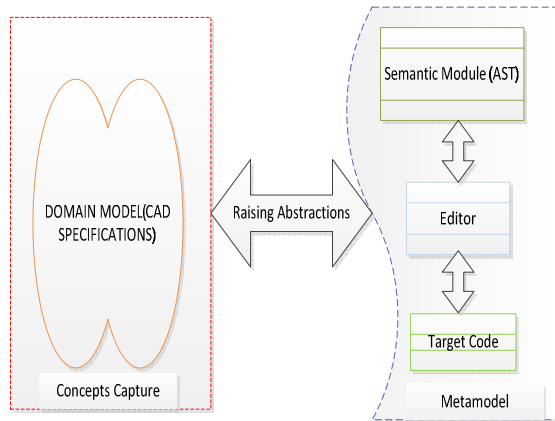 DOMAIN MODEL(CAD
SPECIFICATIONS)
Concepts Capture
Raising Abstractions
Semantic Module (AST)
Editor
Target Code
Metamodel